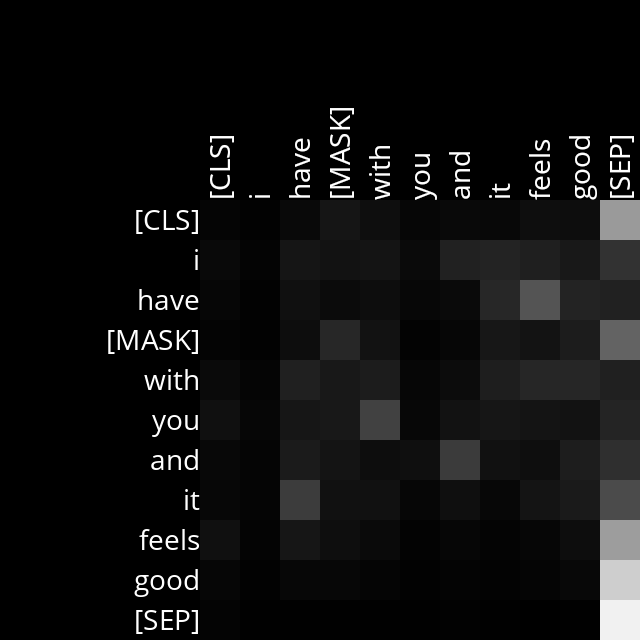 [CLS] i have [MASK] with you and it feels good [SEP]
[CLS]
i
have
[MASK]
with
you
and
it
feels
good
[SEP]